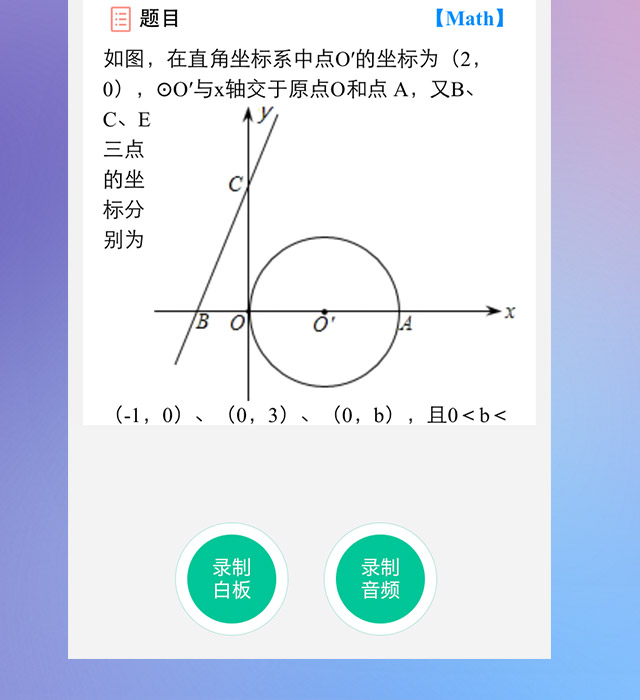 题目
【Math】
如图，在直角坐标系中点O′的坐标为（2，
0），⊙O′与x轴交于原点O和点 A，又B、
C、E
三点
的坐
标分
别为
y
C
B
O
O'
A
x
（-1，0）、（0，3）、（0，b），且0＜b＜
录制
白板
录制
音频